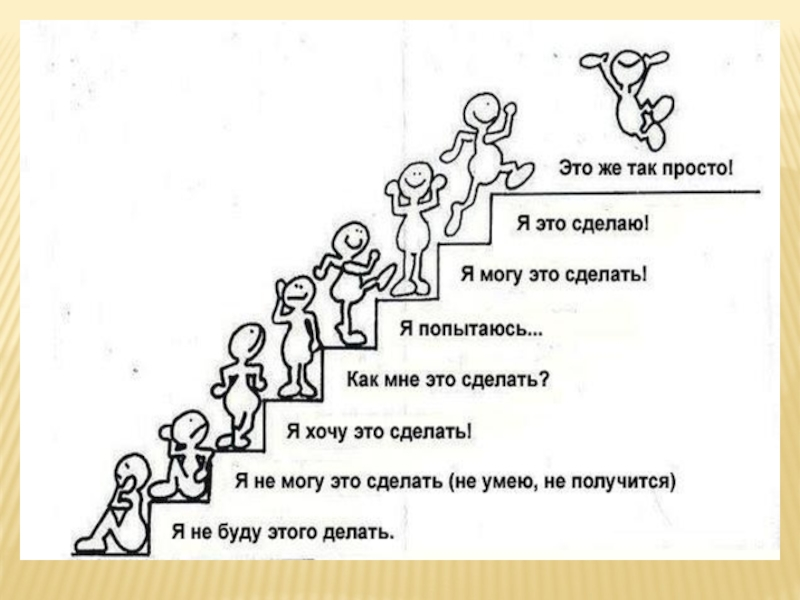 Это же так просто!
Я это сделаю!
Я могу это сделать!
Я попытаюсь...
Как мне это сделать?
Я хочу это сделать!
Я не могу это сделать (не умею, не получится)
Я не буду этого делать.